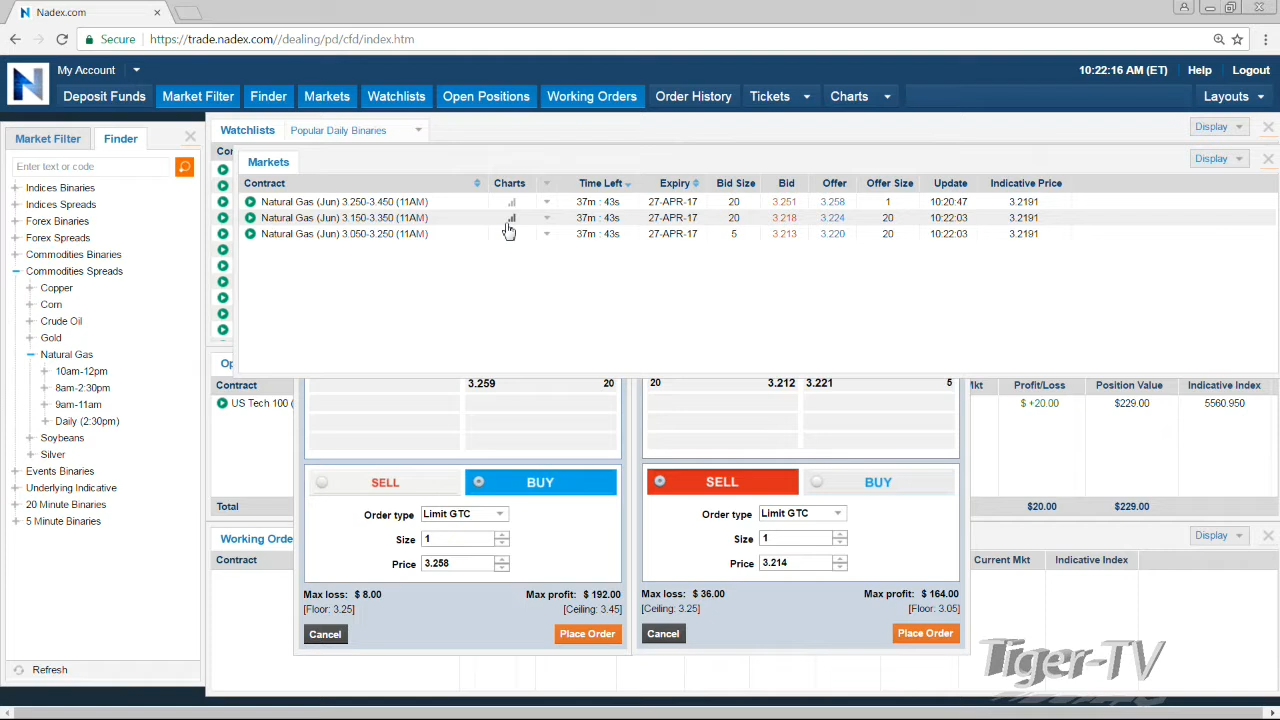 Nadex.com
Secure https://trade.nadex.com//dealing/pd/cfd/index.htm
My Account 10:22:16 AM (ET) Help Logout
Deposit Funds Market Filter Finder Markets Watchlists Open Positions Working Orders Order History Tickets Charts Layouts
Market Filter Finder
Enter text or code
Indices Binaries
Indices Spreads
Forex Binaries
Forex Spreads
Commodities Binaries
Commodities Spreads
Copper
Corn
Crude Oil
Gold
Natural Gas
10am-12pm
8am-2:30pm
9am-11am
Daily (2:30pm)
Soybeans
Silver
Events Binaries
Underlying Indicative
20 Minute Binaries
5 Minute Binaries
Refresh
Watchlists Popular Daily Binaries Display
Cor
Markets Display
Contract Charts Time Left Expiry Bid Size Bid Offer Offer Size Update Indicative Price
Natural Gas (Jun) 3.250-3.450 (11AM) 37m : 43s 27-APR-17 20 3.251 3.258 1 10:20:47 3.2191
Natural Gas (Jun) 3.150-3.350 (11AM) 37m : 43s 27-APR-17 20 3.218 3.224 20 10:22:03 3.2191
Natural Gas (Jun) 3.050-3.250 (11AM) 37m : 43s 27-APR-17 5 3.213 3.220 20 10:22:03 3.2191
Op
Contract Mkt Profit/Loss Position Value Indicative Index
US Tech 100 ( $ +20.00 $229.00 5560.950
Total $20.00 $229.00
Working Orde Display
Contract Current Mkt Indicative Index
3.259 20
SELL BUY
Order type Limit GTC
Size 1
Price 3.258
Max loss: $ 8.00 Max profit: $ 192.00
[Floor: 3.25] [Ceiling: 3.45]
Cancel Place Order
20 3.212 3.221 5
SELL BUY
Order type Limit GTC
Size 1
Price 3.214
Max loss: $ 36.00 Max profit: $ 164.00
[Ceiling: 3.25] [Floor: 3.05]
Cancel Place Order
Tiger-TV